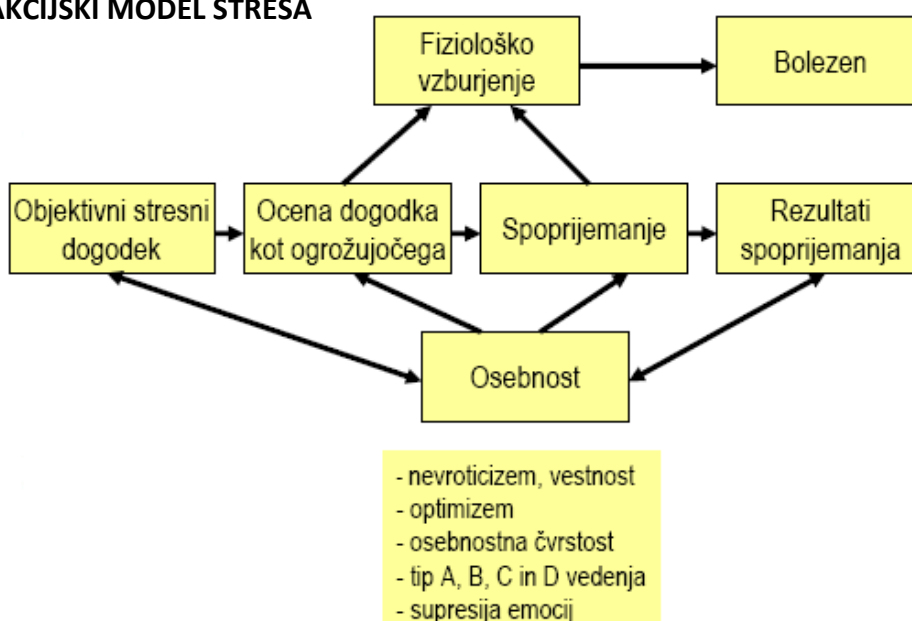 AKCIJSKI MODEL STRESA
Fiziološko
vzburjenje
Bolezen
Objektivni stresni
dogodek
Ocena dogodka
kot ogrožujočega
Spoprijemanje
Rezultati
spoprijemanja
Osebnost
- nevroticizem, vestnost
- optimizem
- osebnostna čvrstost
- tip A, B, C in D vedenja
- supresija emocij